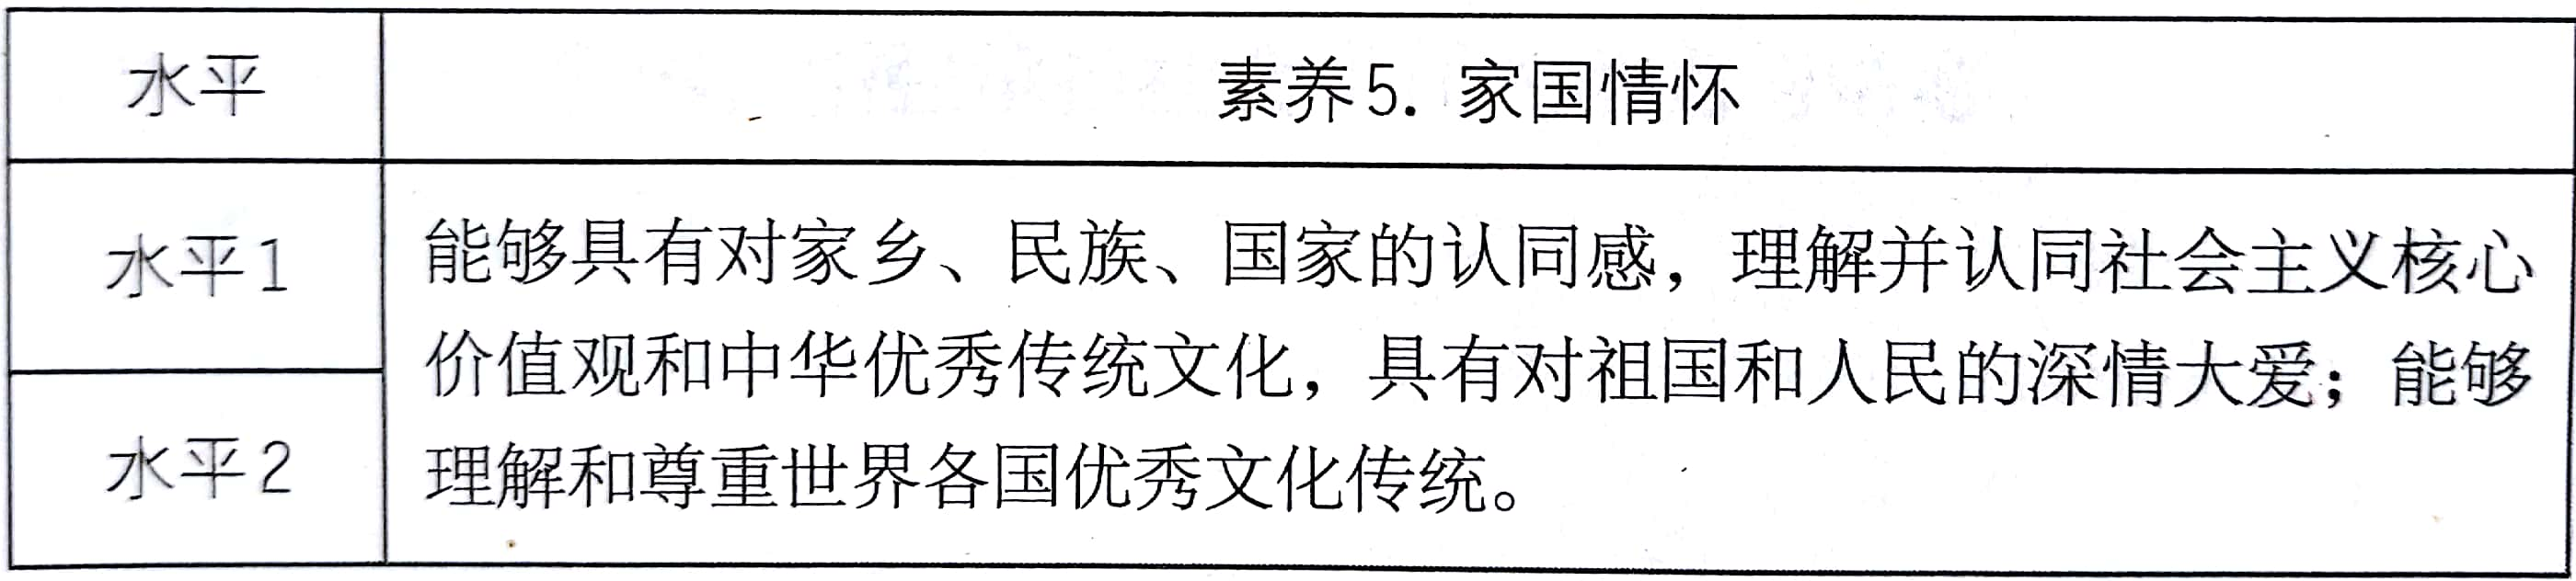 水平
素养5. 家国情怀
水平1
能够具有对家乡、民族、国家的认同感，理解并认同社会主义核心
价值观和中华优秀传统文化，具有对祖国和人民的深情大爱；能够
理解和尊重世界各国优秀文化传统。
水平2